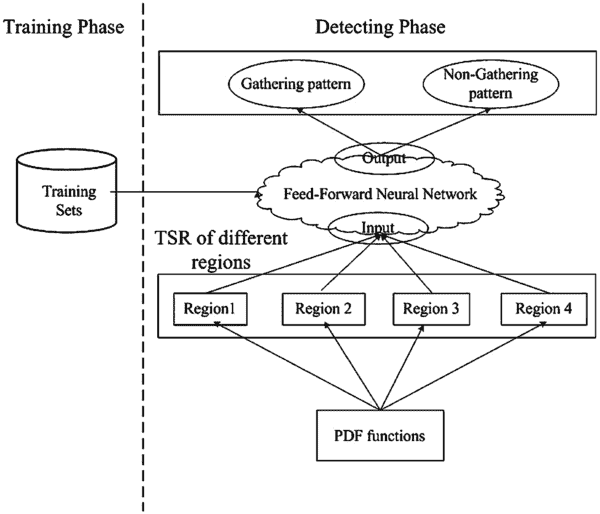 Training Phase
Detecting Phase
Gathering pattern
Non-Gathering
pattern
Output
Training
Sets
Feed-Forward Neural Network
Input
TSR of different
regions
Region1
Region 2
Region 3
Region 4
PDF functions